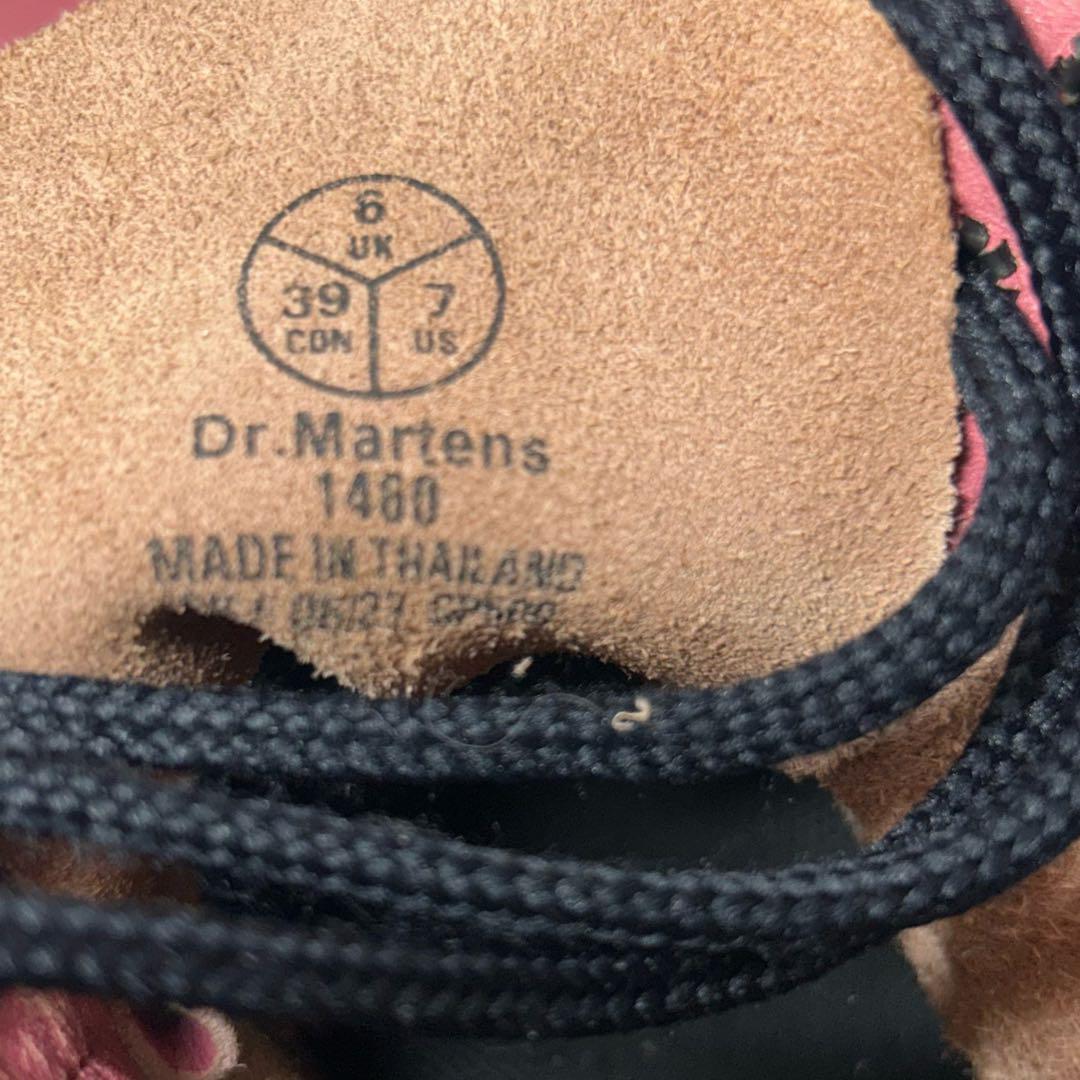 6
UK
39
CON
7
US
Dr.Martens
1460
MADE IN THAILAND